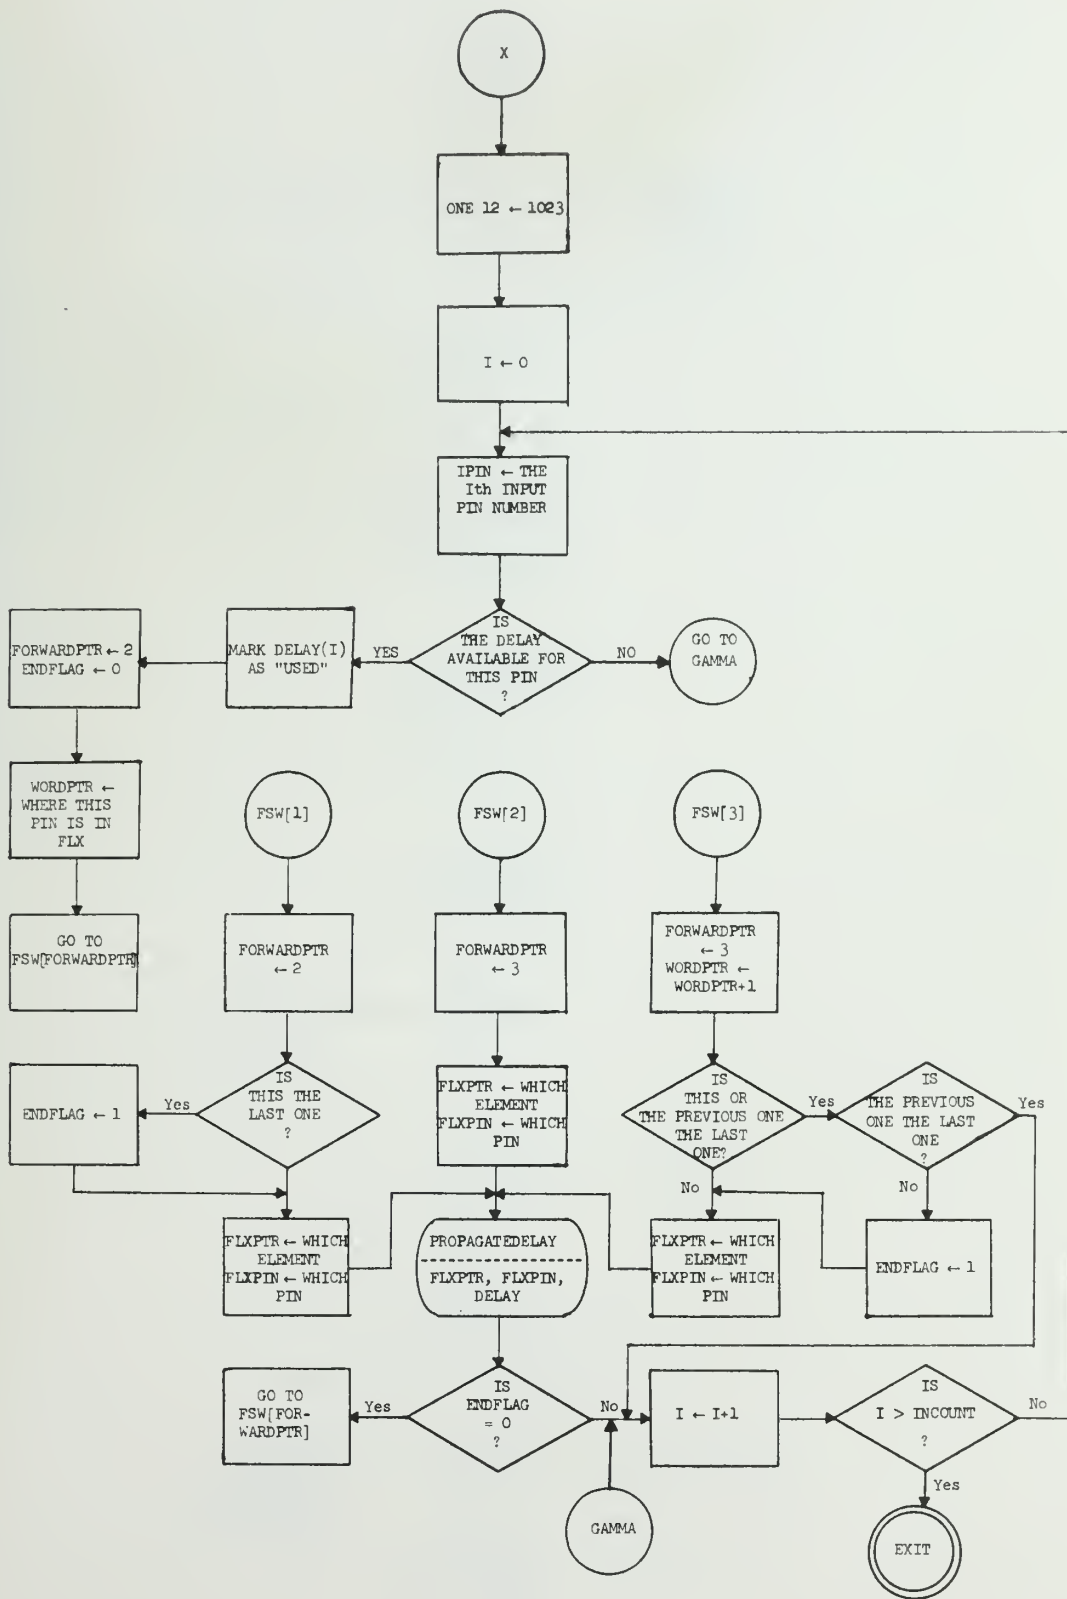 X
ONE 12 ← 1023
I ← 0
IPIN ← THE
Ith INPUT
PIN NUMBER
IS
THE DELAY
AVAILABLE FOR
THIS PIN
?
YES
NO
GO TO
GAMMA
MARK DELAY(I)
AS "USED"
FORWARDPTR ← 2
ENDFLAG ← 0
WORDPTR ←
WHERE THIS
PIN IS IN
FLX
GO TO
FSW[FORWARDPTR]
FSW[1]
FORWARDPTR
← 2
IS
THIS THE
LAST ONE
?
Yes
ENDFLAG ← 1
FLXPTR ← WHICH
ELEMENT
FLXPIN ← WHICH
PIN
FSW[2]
FORWARDPTR
← 3
FLXPTR ← WHICH
ELEMENT
FLXPIN ← WHICH
PIN
PROPAGATEDELAY
FLXPTR, FLXPIN,
DELAY
FSW[3]
FORWARDPTR
← 3
WORDPTR ←
WORDPTR+1
IS
THIS OR
THE PREVIOUS ONE
THE LAST
ONE?
Yes
No
IS
THE PREVIOUS
ONE THE LAST
ONE
?
Yes
No
FLXPTR ← WHICH
ELEMENT
FLXPIN ← WHICH
PIN
ENDFLAG ← 1
IS
ENDFLAG
= 0
?
Yes
No
GO TO
FSW[FOR-
WARDPTR]
GAMMA
I ← I+1
IS
I > INCOUNT
?
No
Yes
EXIT